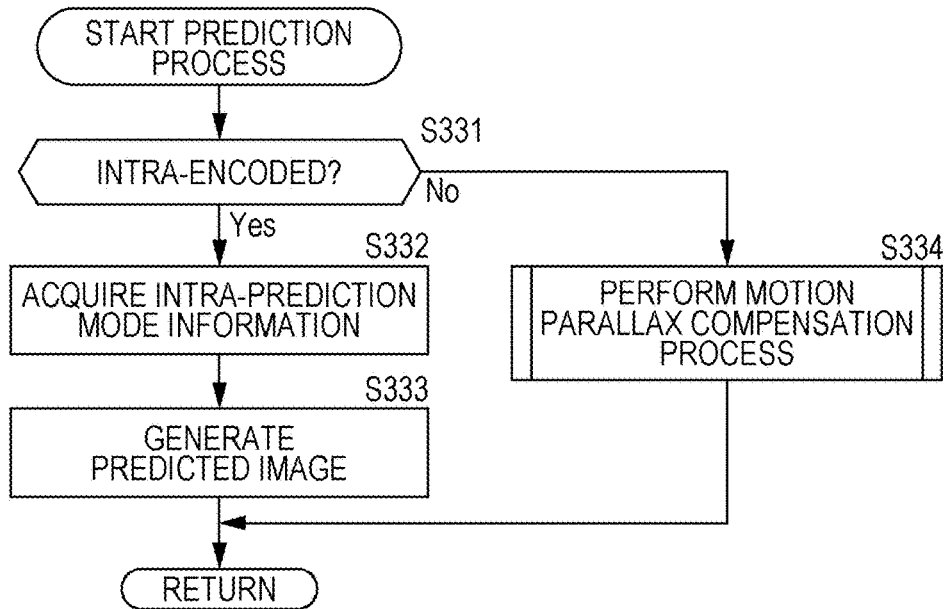 START PREDICTION
PROCESS
S331
INTRA-ENCODED?
No
Yes
S332
ACQUIRE INTRA-PREDICTION
MODE INFORMATION
S334
PERFORM MOTION
PARALLAX COMPENSATION
PROCESS
S333
GENERATE
PREDICTED IMAGE
RETURN